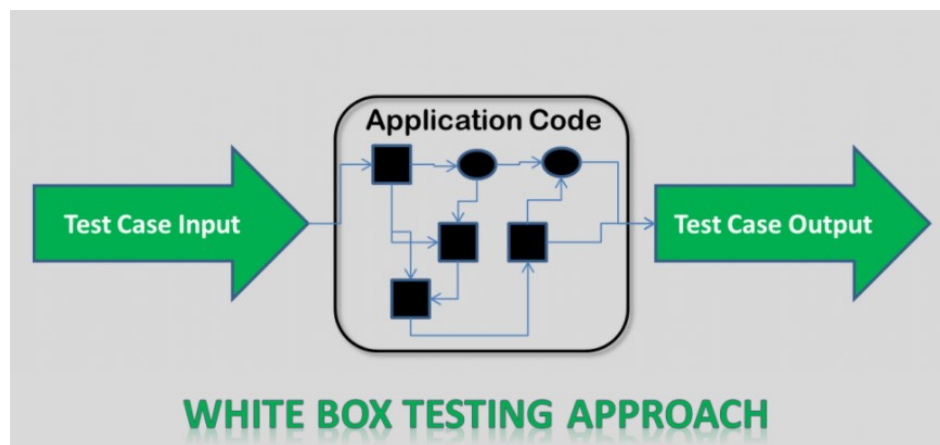 Application Code
Test Case Input
Test Case Output
WHITE BOX TESTING APPROACH